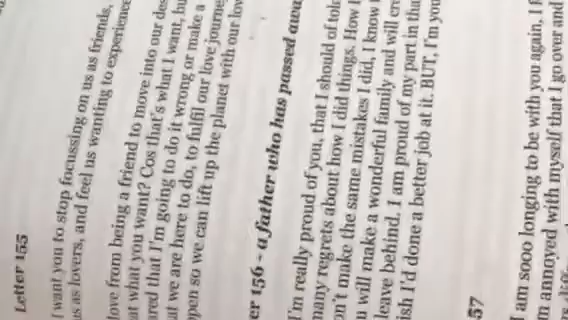 Letter 155
I want you to stop focussing on us as friends,
us as lovers, and feel us wanting to experience
love from being a friend to move into our des
at what you want? Cos that's what I want, bu
red that I'm going to do it wrong or make a
at we are here to do, to fulfil our love journe
pen so we can lift up the planet with our lov
er 156 - a father who has passed awa
I'm really proud of you, that I should of tol
many regrets about how I did things. How I
on't make the same mistakes I did, I know
u will make a wonderful family and will cre
leave behind. I am proud of my part in tha
ish I'd done a better job at it. BUT, I'm you
57
I am sooo longing to be with you again, I
m annoyed with myself that I go over and